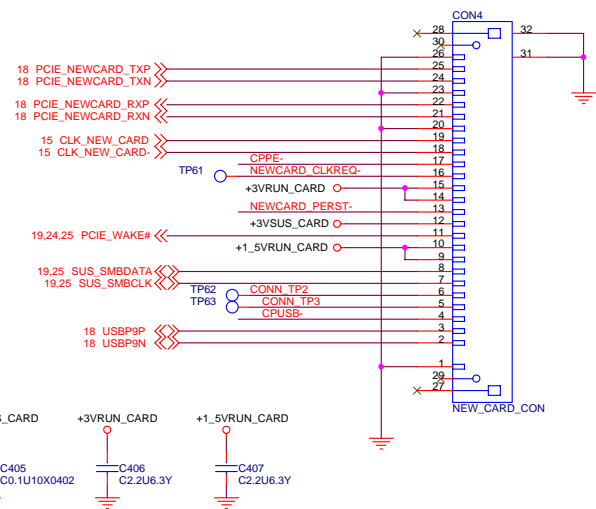 CON4
28
32
30
31
26
18 PCIE_NEWCARD_TXP
25
18 PCIE_NEWCARD_TXN
24
23
18 PCIE_NEWCARD_RXP
22
18 PCIE_NEWCARD_RXN
21
20
15 CLK_NEW_CARD
19
15 CLK_NEW_CARD-
18
CPPE-
17
TP61
NEWCARD_CLKREQ-
16
+3VRUN_CARD
15
14
NEWCARD_PERST-
13
+3VSUS_CARD
12
19,24,25 PCIE_WAKE#
11
+1_5VRUN_CARD
10
9
19,25 SUS_SMBDATA
8
19,25 SUS_SMBCLK
7
TP62
CONN_TP2
6
TP63
CONN_TP3
5
CPUSB-
4
18 USBP9P
3
18 USBP9N
2
1
29
27
NEW_CARD_CON
S_CARD
+3VRUN_CARD
+1_5VRUN_CARD
C405
C0.1U10X0402
C406
C2.2U6.3Y
C407
C2.2U6.3Y